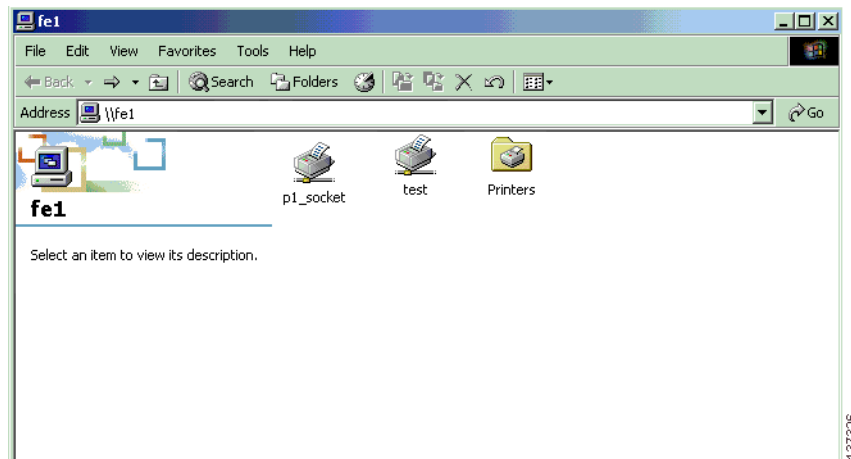 fe1
File Edit View Favorites Tools Help
Back Search Folders
Address \\fe1 Go
p1_socket test Printers
fe1
Select an item to view its description.